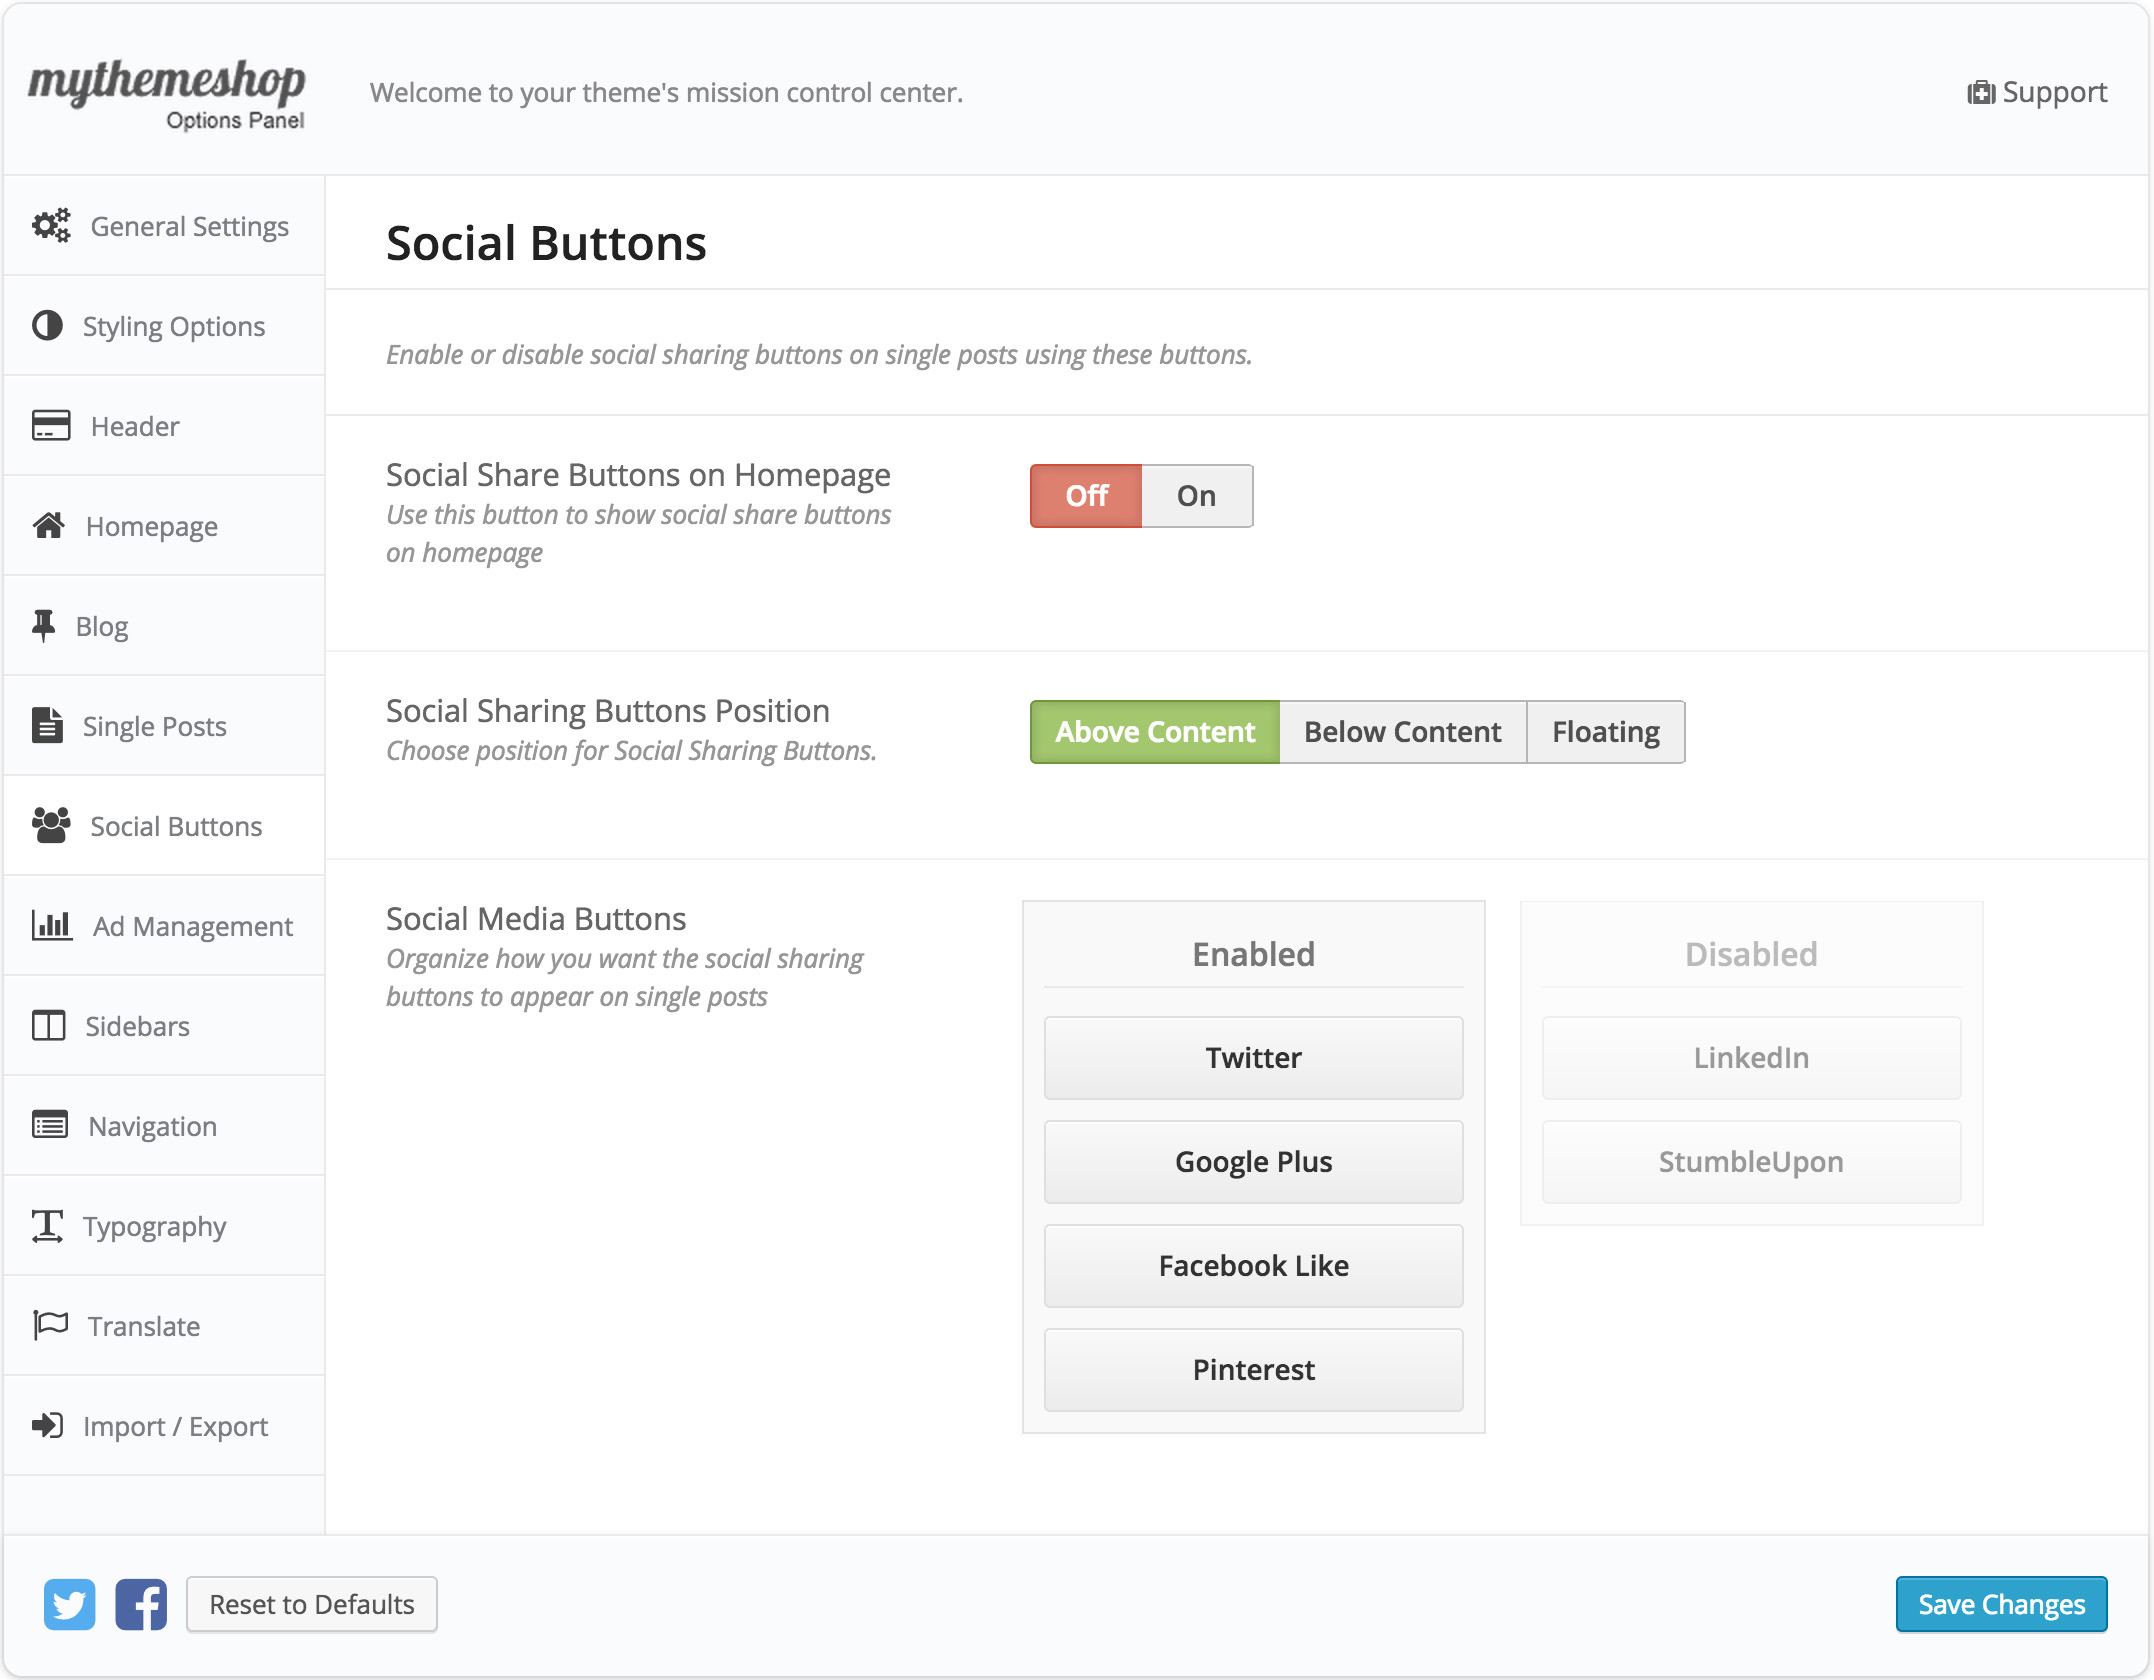 mythemeshop
Options Panel
Welcome to your theme's mission control center.
Support
General Settings
Styling Options
Header
Homepage
Blog
Single Posts
Social Buttons
Ad Management
Sidebars
Navigation
Typography
Translate
Import / Export
Social Buttons
Enable or disable social sharing buttons on single posts using these buttons.
Social Share Buttons on Homepage
Use this button to show social share buttons
on homepage
Off On
Social Sharing Buttons Position
Choose position for Social Sharing Buttons.
Above Content Below Content Floating
Social Media Buttons
Organize how you want the social sharing
buttons to appear on single posts
Enabled
Twitter
Google Plus
Facebook Like
Pinterest
Disabled
LinkedIn
StumbleUpon
Reset to Defaults
Save Changes